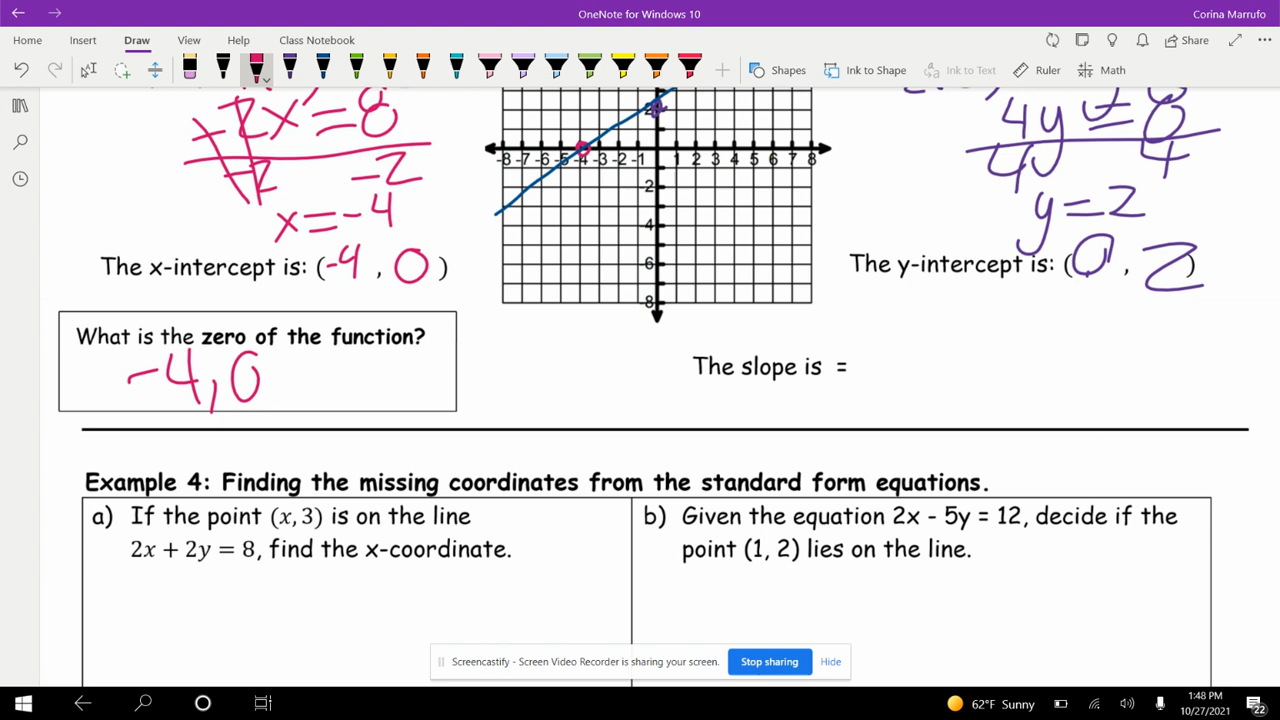 OneNote for Windows 10
Corina Marrufo
Home Insert Draw View Help Class Notebook
Share
Shapes Ink to Shape Ink to Text Ruler Math
-2x = 8
-2 -2
x = -4
The x-intercept is: (-4, 0)
2
-8 -7 -6 -5 -4 -3 -2 -1 1 2 3 4 5 6 7 8
-2
-4
-6
-8
4y = 8
4 4
y = 2
The y-intercept is: (0, 2)
What is the zero of the function?
-4, 0
The slope is =
Example 4: Finding the missing coordinates from the standard form equations.
a) If the point (x, 3) is on the line
2x + 2y = 8, find the x-coordinate.
b) Given the equation 2x - 5y = 12, decide if the
point (1, 2) lies on the line.
Screencastify - Screen Video Recorder is sharing your screen.
Stop sharing
Hide
62°F Sunny
1:48 PM
10/27/2021
22